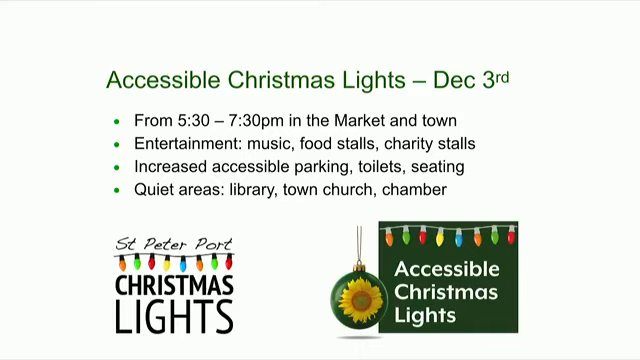 Accessible Christmas Lights – Dec 3rd
• From 5:30 – 7:30pm in the Market and town
• Entertainment: music, food stalls, charity stalls
• Increased accessible parking, toilets, seating
• Quiet areas: library, town church, chamber
St Peter Port
CHRISTMAS
LIGHTS
Accessible
Christmas
Lights